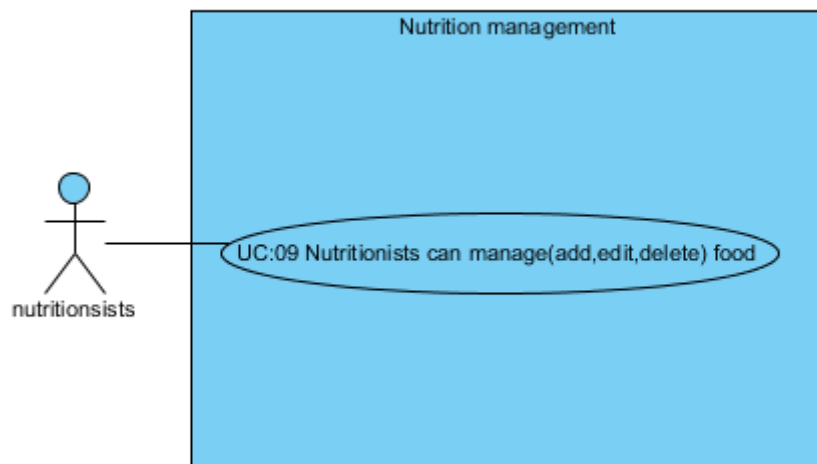 Nutrition management
UC:09 Nutritionists can manage(add,edit,delete) food
nutritionsists